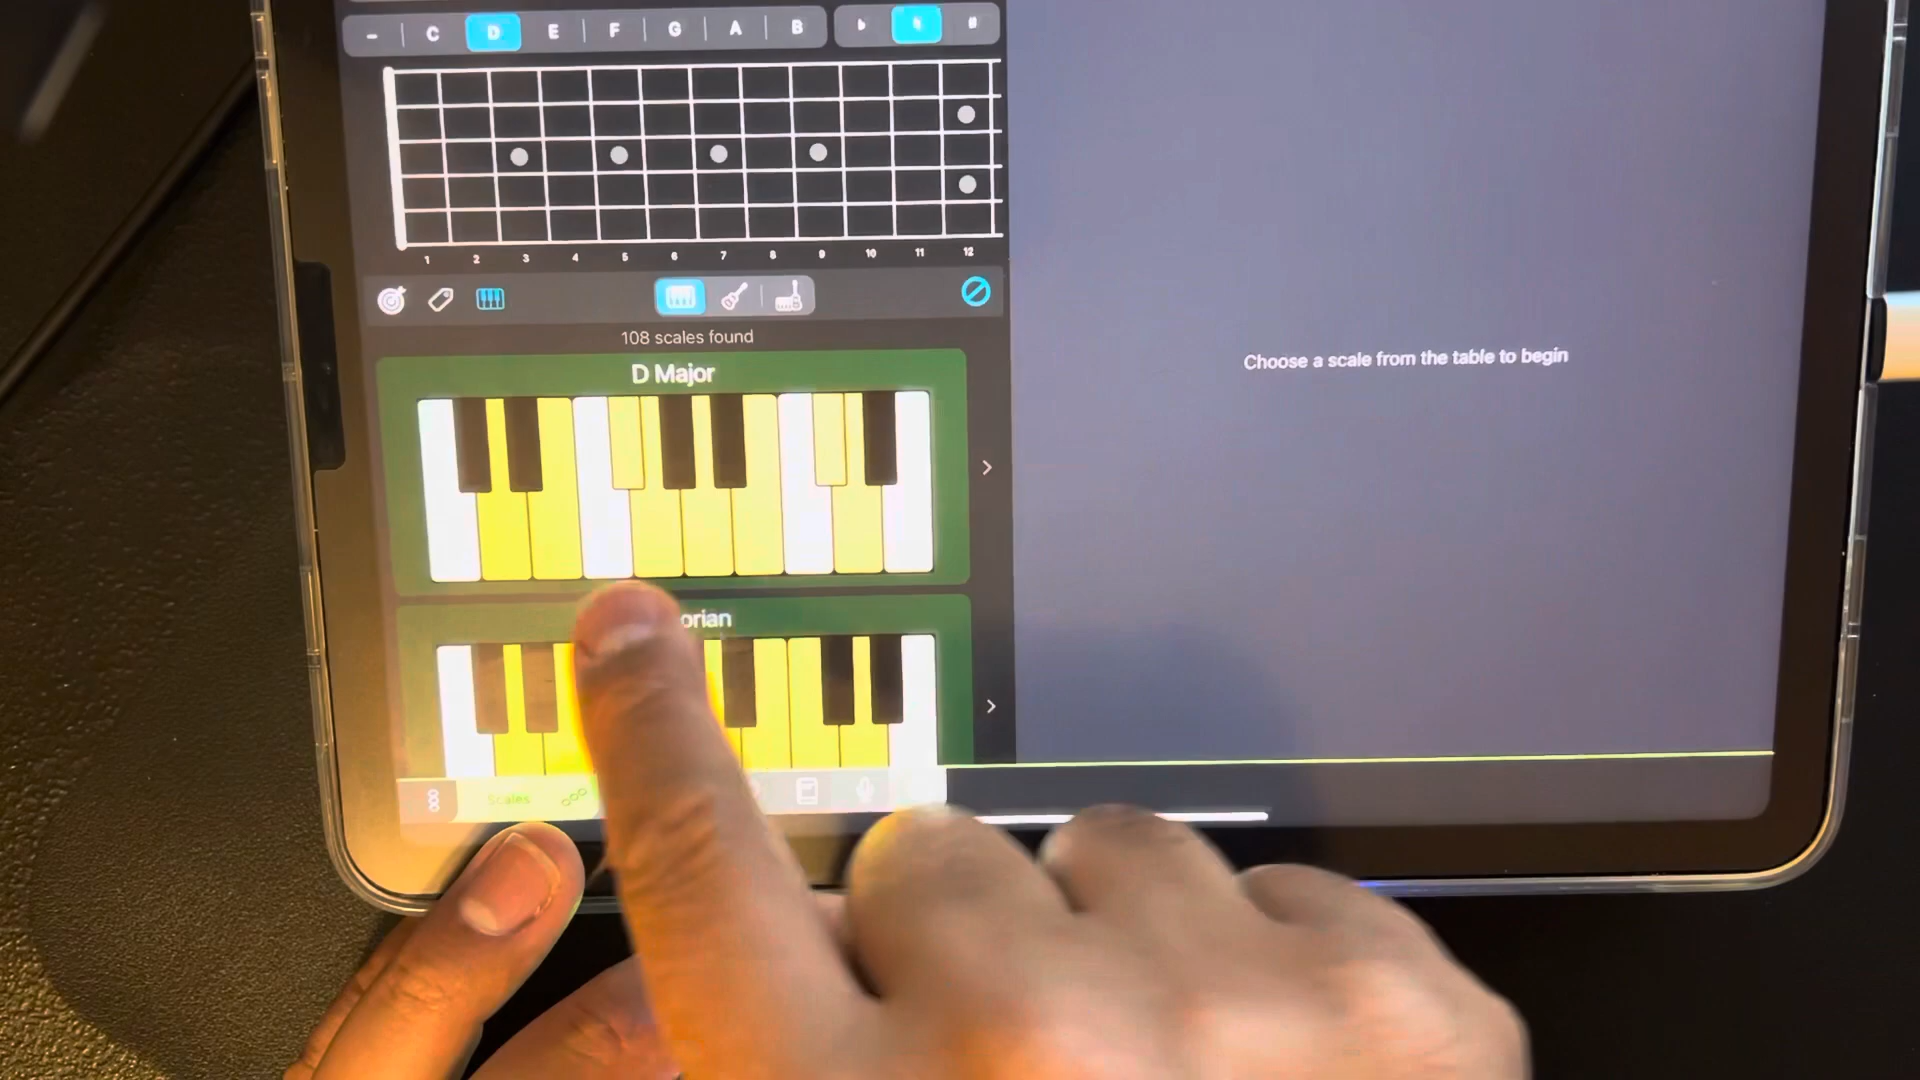 - C D E F G A B ♭ ♮ #
1 2 3 4 5 6 7 8 9 10 11 12
108 scales found
D Major
orian
Choose a scale from the table to begin
Scales